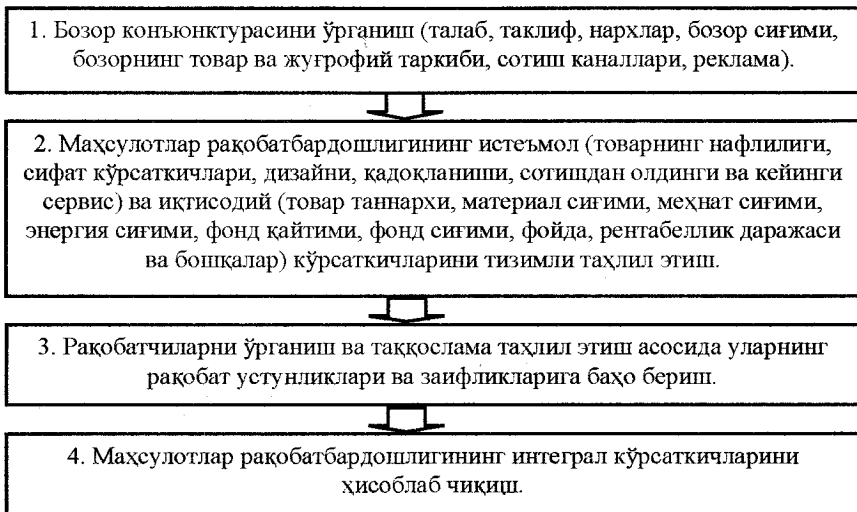 1. Бозор конъюнктурасини ўрганиш (талаб, таклиф, нархлар, бозор сиғими,
бозорнинг товар ва жуғрофий таркиби, сотиш каналлари, реклама).
2. Маҳсулотлар рақобатбардошлигининг истеъмол (товарнинг нафлилиги,
сифат кўрсаткичлари, дизайни, қадоқланиши, сотишдан олдинги ва кейинги
сервис) ва иқтисодий (товар таннархи, материал сиғими, меҳнат сиғими,
энергия сиғими, фонд қайтими, фонд сиғими, фойда, рентабеллик даражаси
ва бошқалар) кўрсаткичларини тизимли таҳлил этиш.
3. Рақобатчиларни ўрганиш ва таққослама таҳлил этиш асосида уларнинг
рақобат устунликлари ва заифликларига баҳо бериш.
4. Маҳсулотлар рақобатбардошлигининг интеграл кўрсаткичларини
ҳисоблаб чиқиш.